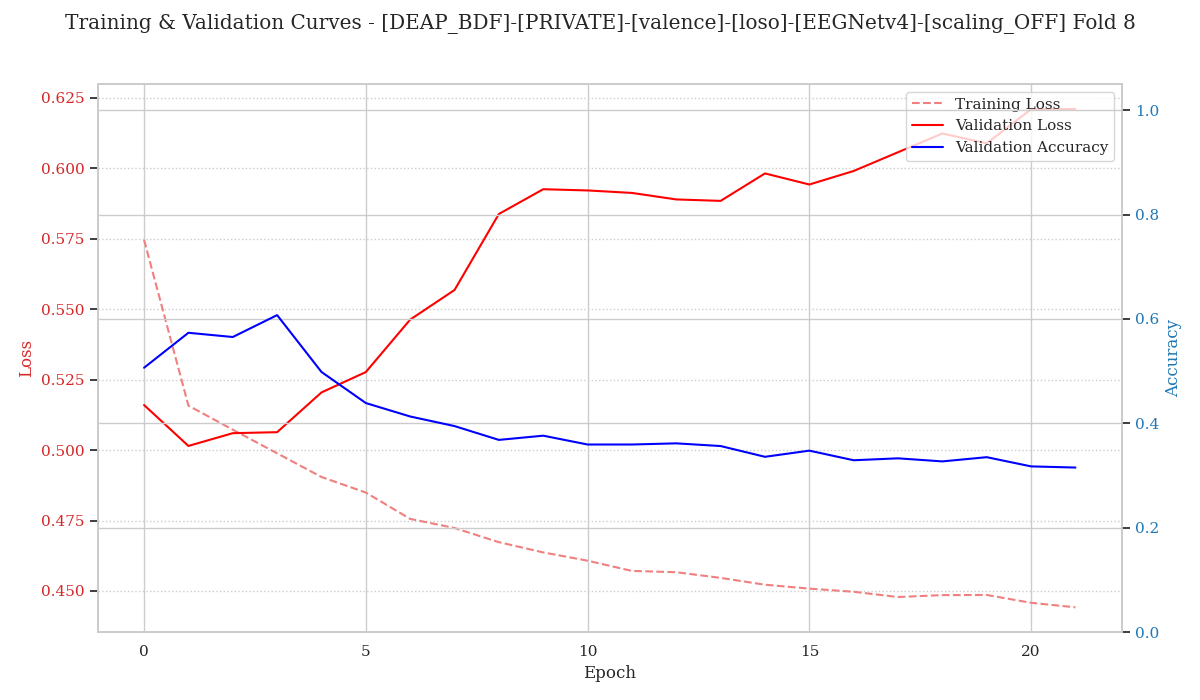 Training & Validation Curves - [DEAP_BDF]-[PRIVATE]-[valence]-[loso]-[EEGNetv4]-[scaling_OFF] Fold 8
Training Loss
Validation Loss
Validation Accuracy
Loss
0.625
0.600
0.575
0.550
0.525
0.500
0.475
0.450
1.0
0.8
0.6
0.4
0.2
0.0
Accuracy
0 5 10 15 20
Epoch